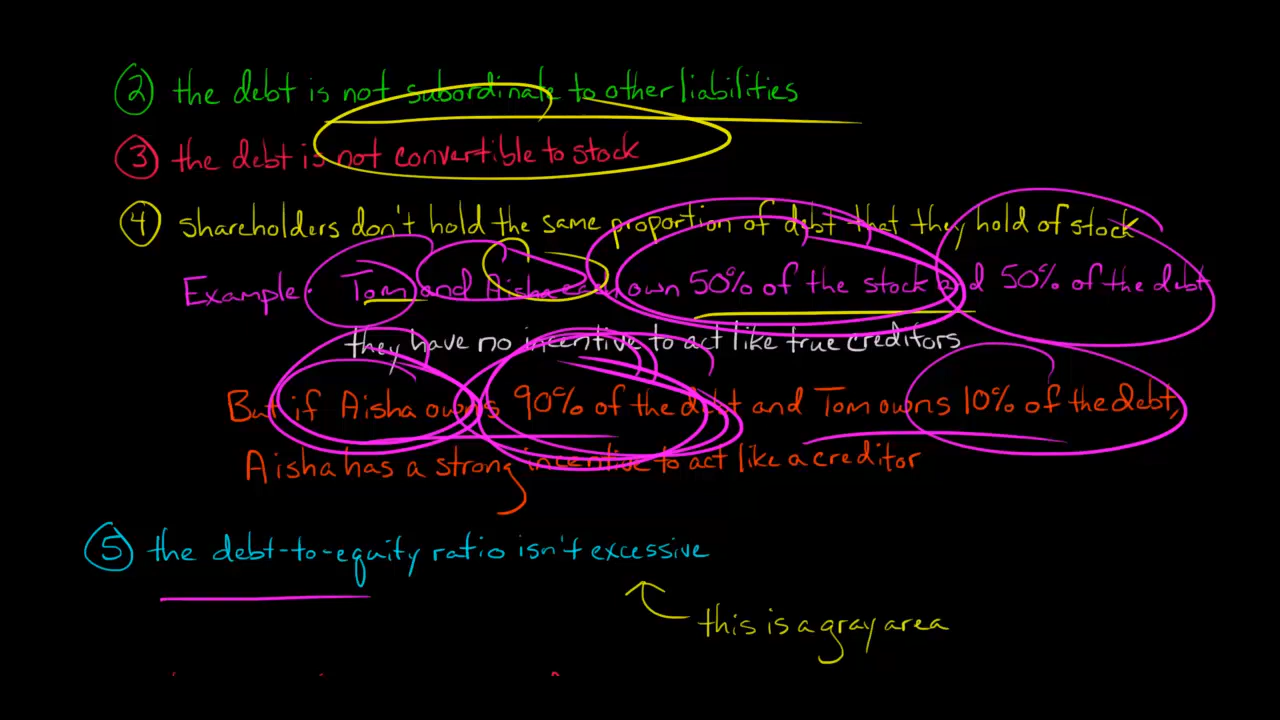 ② the debt is not subordinate to other liabilities
③ the debt is not convertible to stock
④ shareholders don't hold the same proportion of debt that they hold of stock
Example: Tom and Aisha each own 50% of the stock and 50% of the debt
they have no incentive to act like true creditors
But if Aisha owns 90% of the debt and Tom owns 10% of the debt,
Aisha has a strong incentive to act like a creditor
⑤ the debt-to-equity ratio isn't excessive
this is a gray area